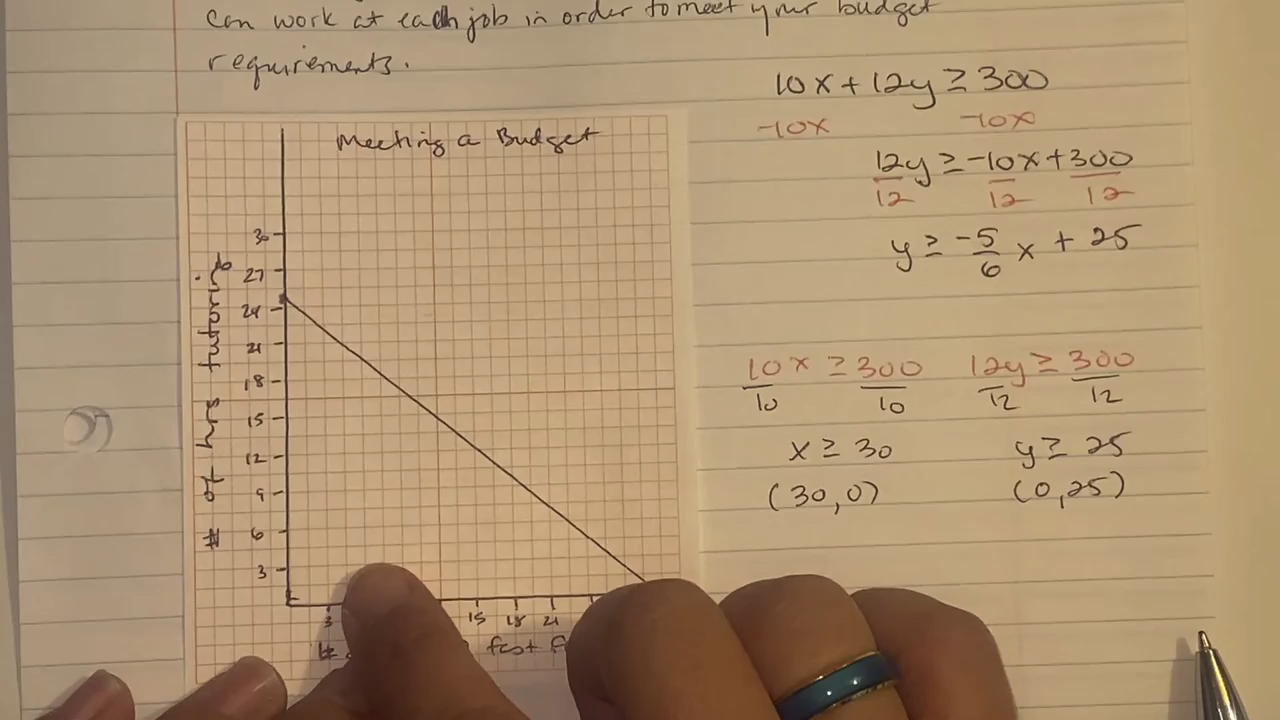 can work at each job in order to meet your budget
requirements.
Meeting a Budget
# of hrs tutoring
30
27
24
21
18
15
12
9
6
3
3
15 18 21
fast
10x + 12y ≥ 300
-10x -10x
12y ≥ -10x + 300
12 12 12
y ≥ -5/6 x + 25
10x ≥ 300 12y ≥ 300
10 10 12 12
x ≥ 30 y ≥ 25
(30,0) (0,25)